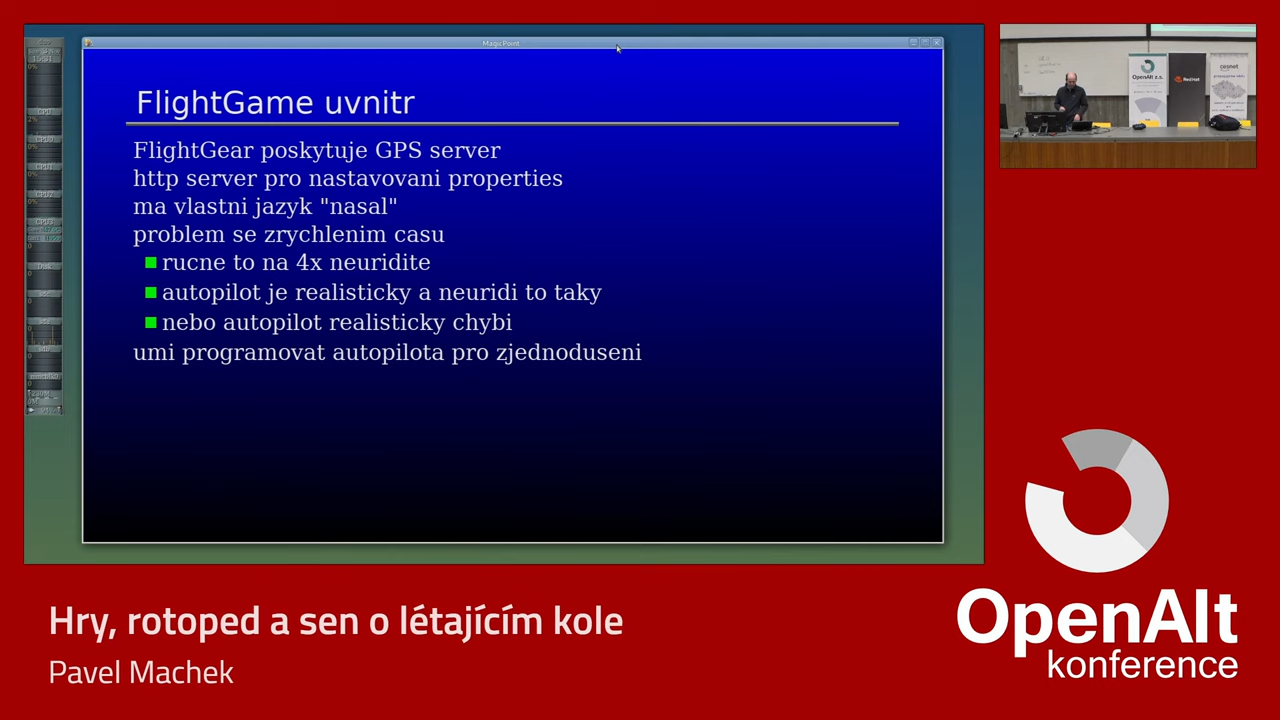 MagicPoint
FlightGame uvnitr
FlightGear poskytuje GPS server
http server pro nastavovani properties
ma vlastni jazyk "nasal"
problem se zrychlenim casu
rucne to na 4x neuridite
autopilot je realisticky a neuridi to taky
nebo autopilot realisticky chybi
umi programovat autopilota pro zjednoduseni
OpenAlt z.s.
Red Hat
cesnet
Hry, rotoped a sen o létajícím kole
Pavel Machek
OpenAlt
konference